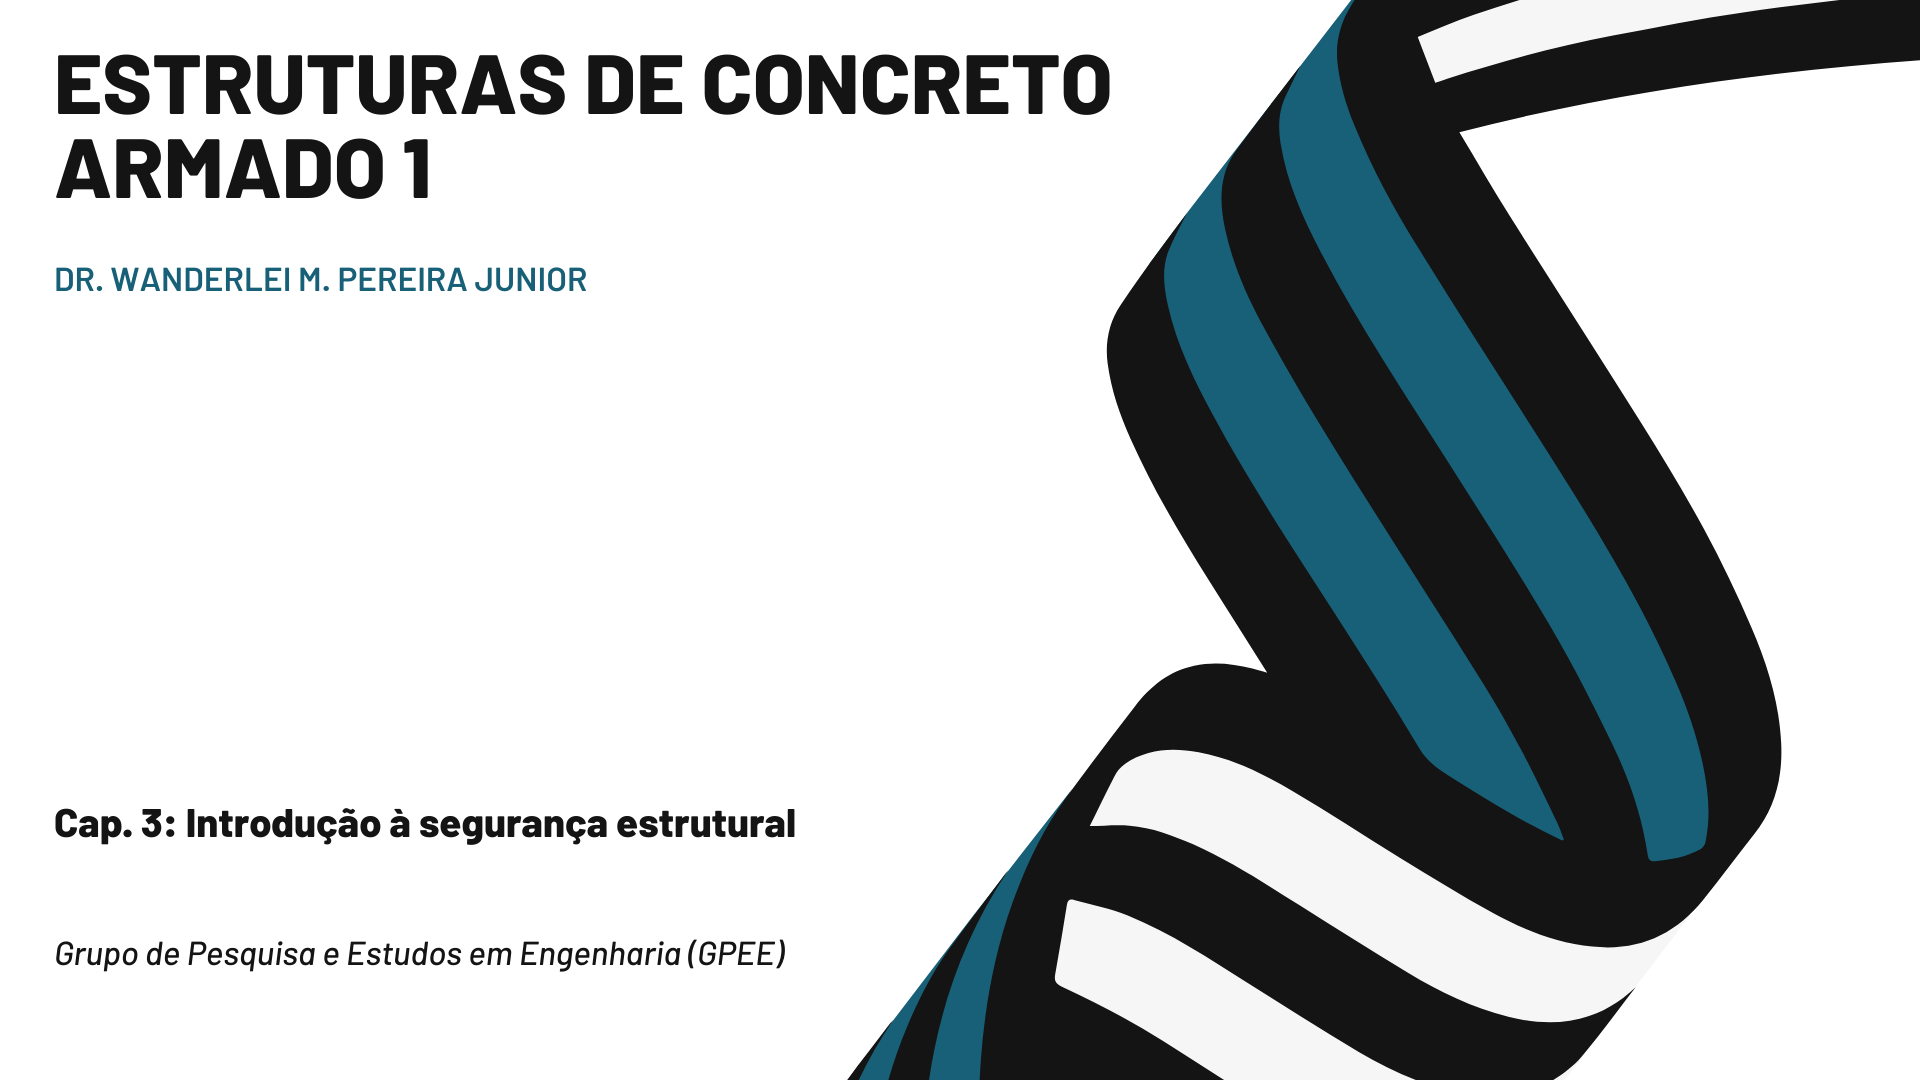 ESTRUTURAS DE CONCRETO
ARMADO 1
DR. WANDERLEI M. PEREIRA JUNIOR
Cap. 3: Introdução à segurança estrutural
Grupo de Pesquisa e Estudos em Engenharia (GPEE)